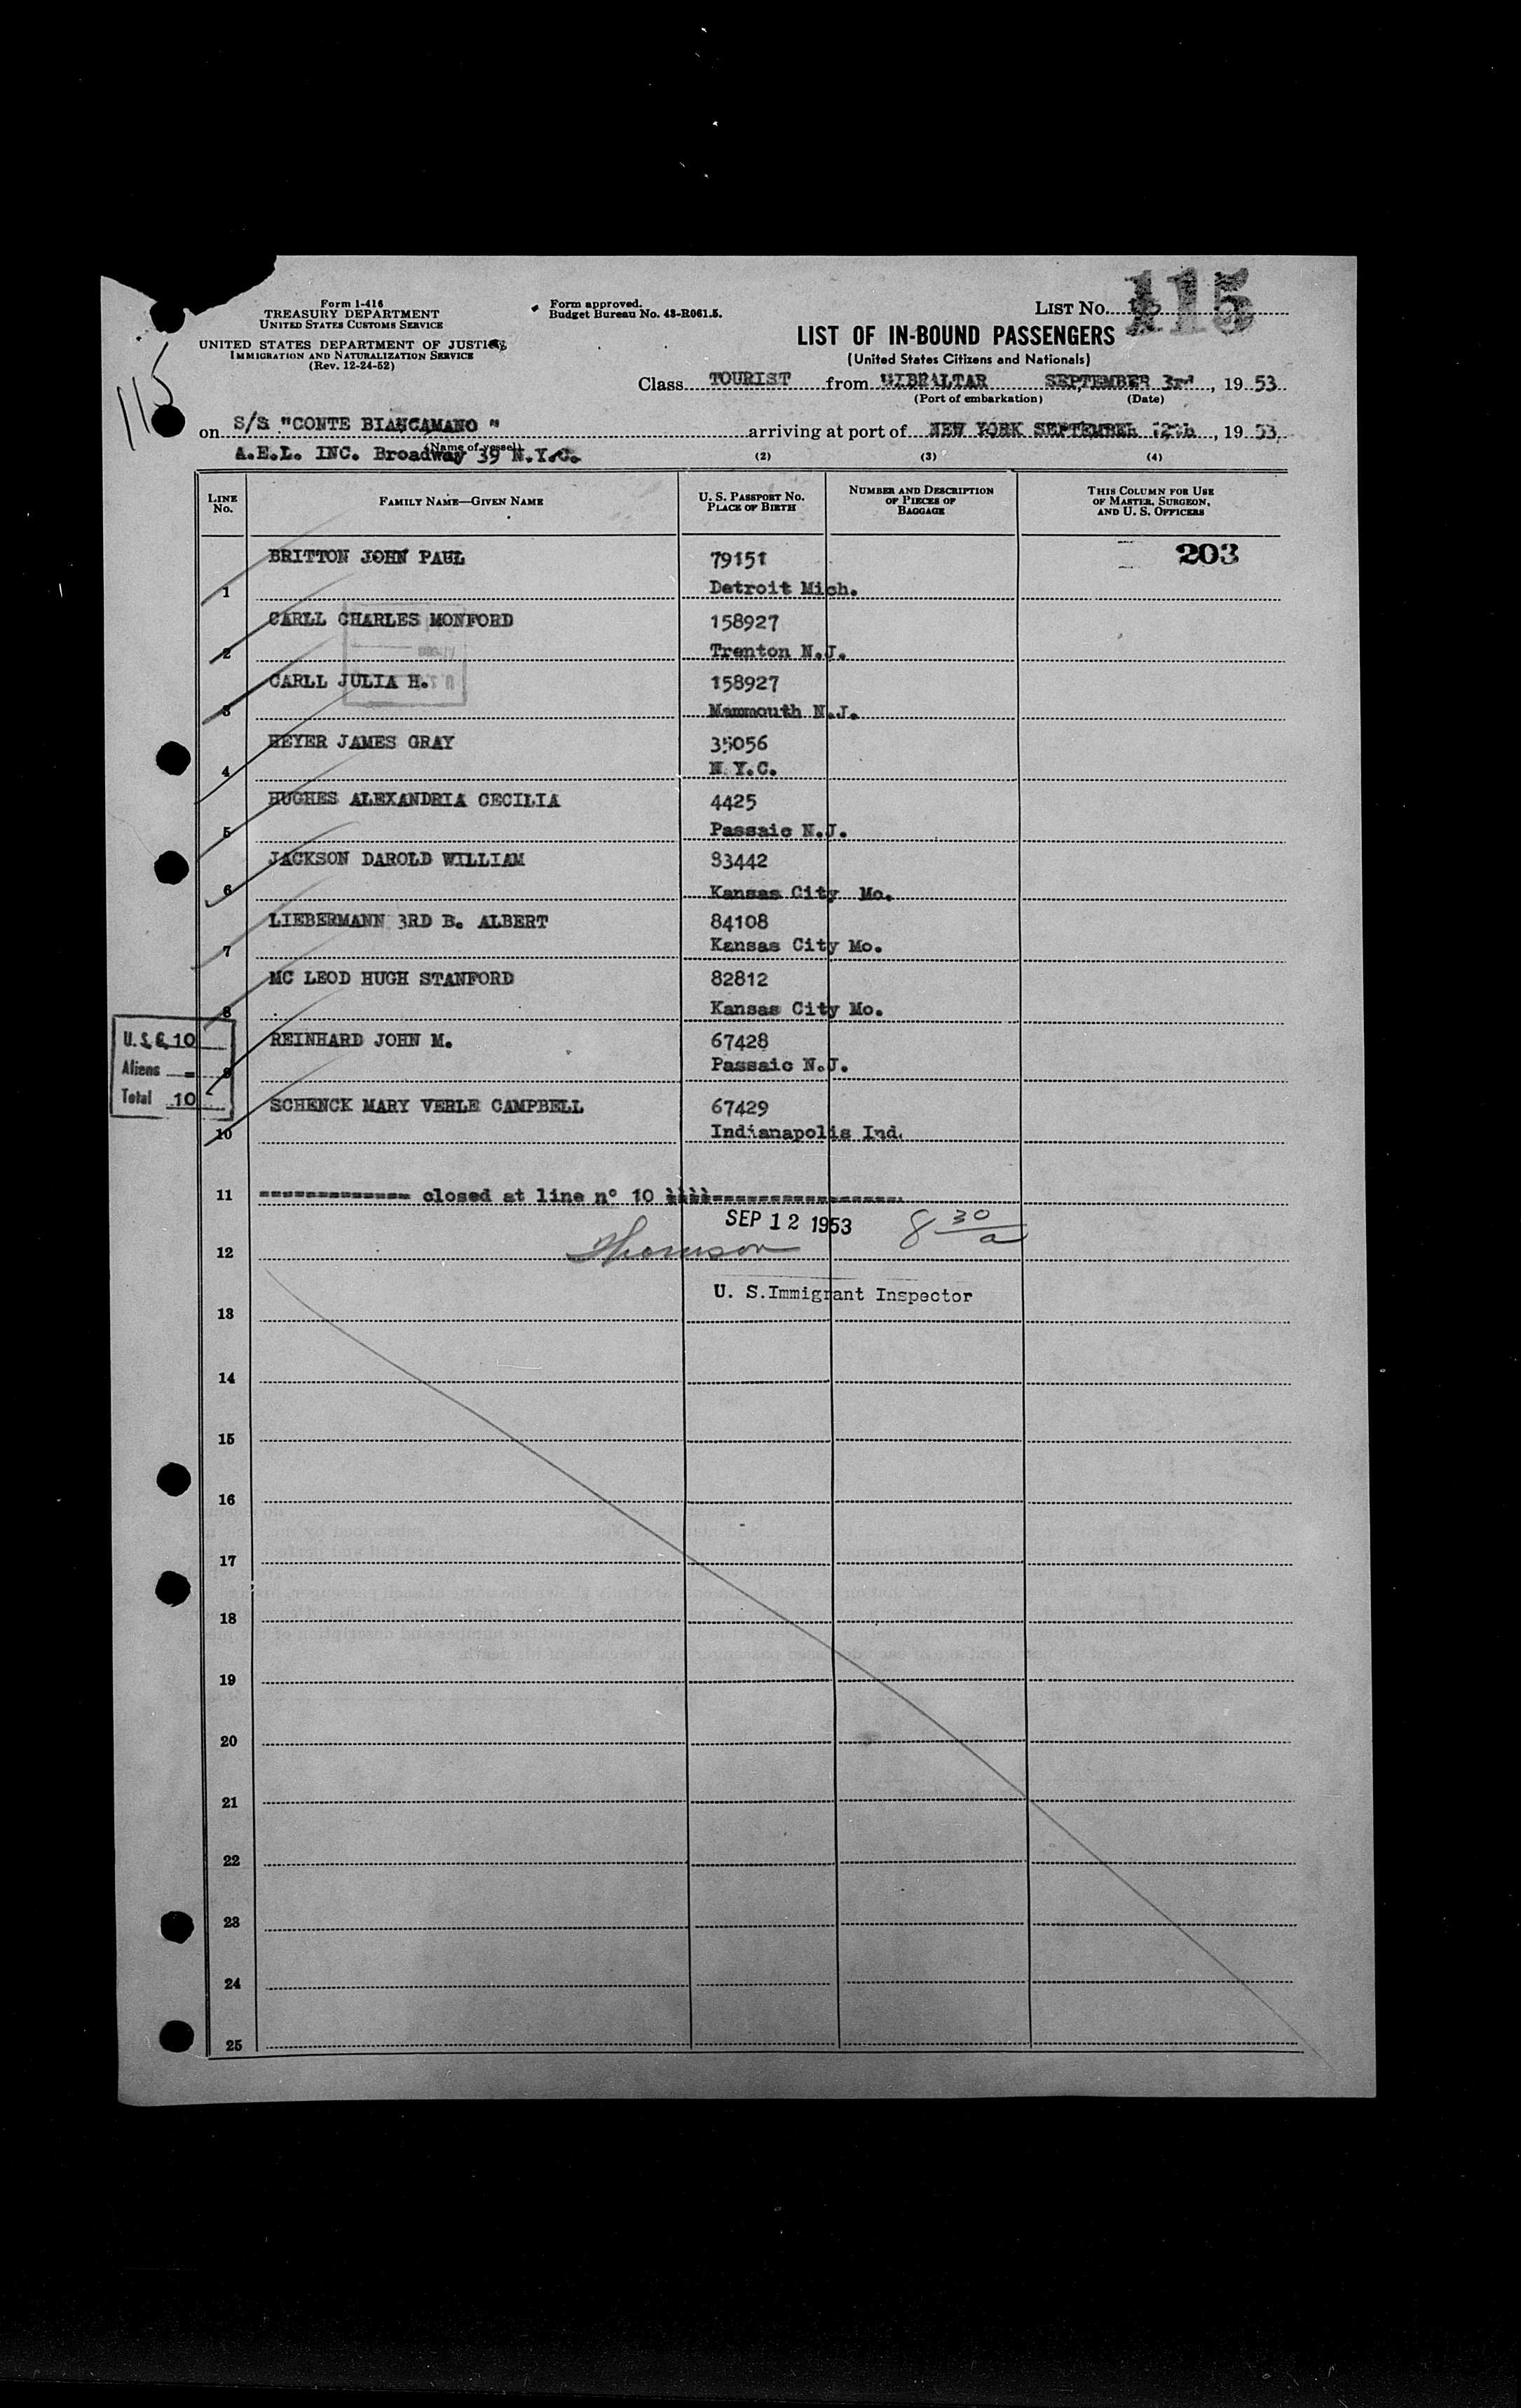 Form I-416
TREASURY DEPARTMENT
UNITED STATES CUSTOMS SERVICE
UNITED STATES DEPARTMENT OF JUSTICE
IMMIGRATION AND NATURALIZATION SERVICE
(Rev. 12-24-52)
Form approved.
Budget Bureau No. 43-R061.5.
LIST NO. 115
LIST OF IN-BOUND PASSENGERS
(United States Citizens and Nationals)
115
Class TOURIST from GIBRALTAR SEPTEMBER 3rd, 1953
(Port of embarkation) (Date)
on S/S "CONTE BIANCAMANO " arriving at port of NEW YORK SEPTEMBER 12th, 1953
(Name of vessel)
A.E.L. INC. Broadway 39 N.Y.C.
(2) (3) (4)
LINE NO. FAMILY NAME—GIVEN NAME U. S. PASSPORT NO. PLACE OF BIRTH NUMBER AND DESCRIPTION OF PIECES OF BAGGAGE THIS COLUMN FOR USE OF MASTER, SURGEON, AND U. S. OFFICERS
BRITTON JOHN PAUL 79151 203
1 Detroit Mich.
CARLL CHARLES MONFORD 158927
2 Trenton N.J.
CARLL JULIA H. 158927
3 Mammouth N.J.
HEYER JAMES GRAY 35056
4 N.Y.C.
HUGHES ALEXANDRIA CECILIA 4425
5 Passaic N.J.
JACKSON DAROLD WILLIAM 83442
6 Kansas City Mo.
LIEBERMANN 3RD B. ALBERT 84108
7 Kansas City Mo.
MC LEOD HUGH STANFORD 82812
8 Kansas City Mo.
U.S.C. 10
REINHARD JOHN M. 67428
Aliens -
9 Passaic N.J.
Total 10
SCHENCK MARY VERLE CAMPBELL 67429
10 Indianapolis Ind.
11 ------------- closed at line n° 10 ------------------
SEP 12 1953 8 30/a
12 Thomson
U. S. Immigrant Inspector
13
14
15
16
17
18
19
20
21
22
23
24
25